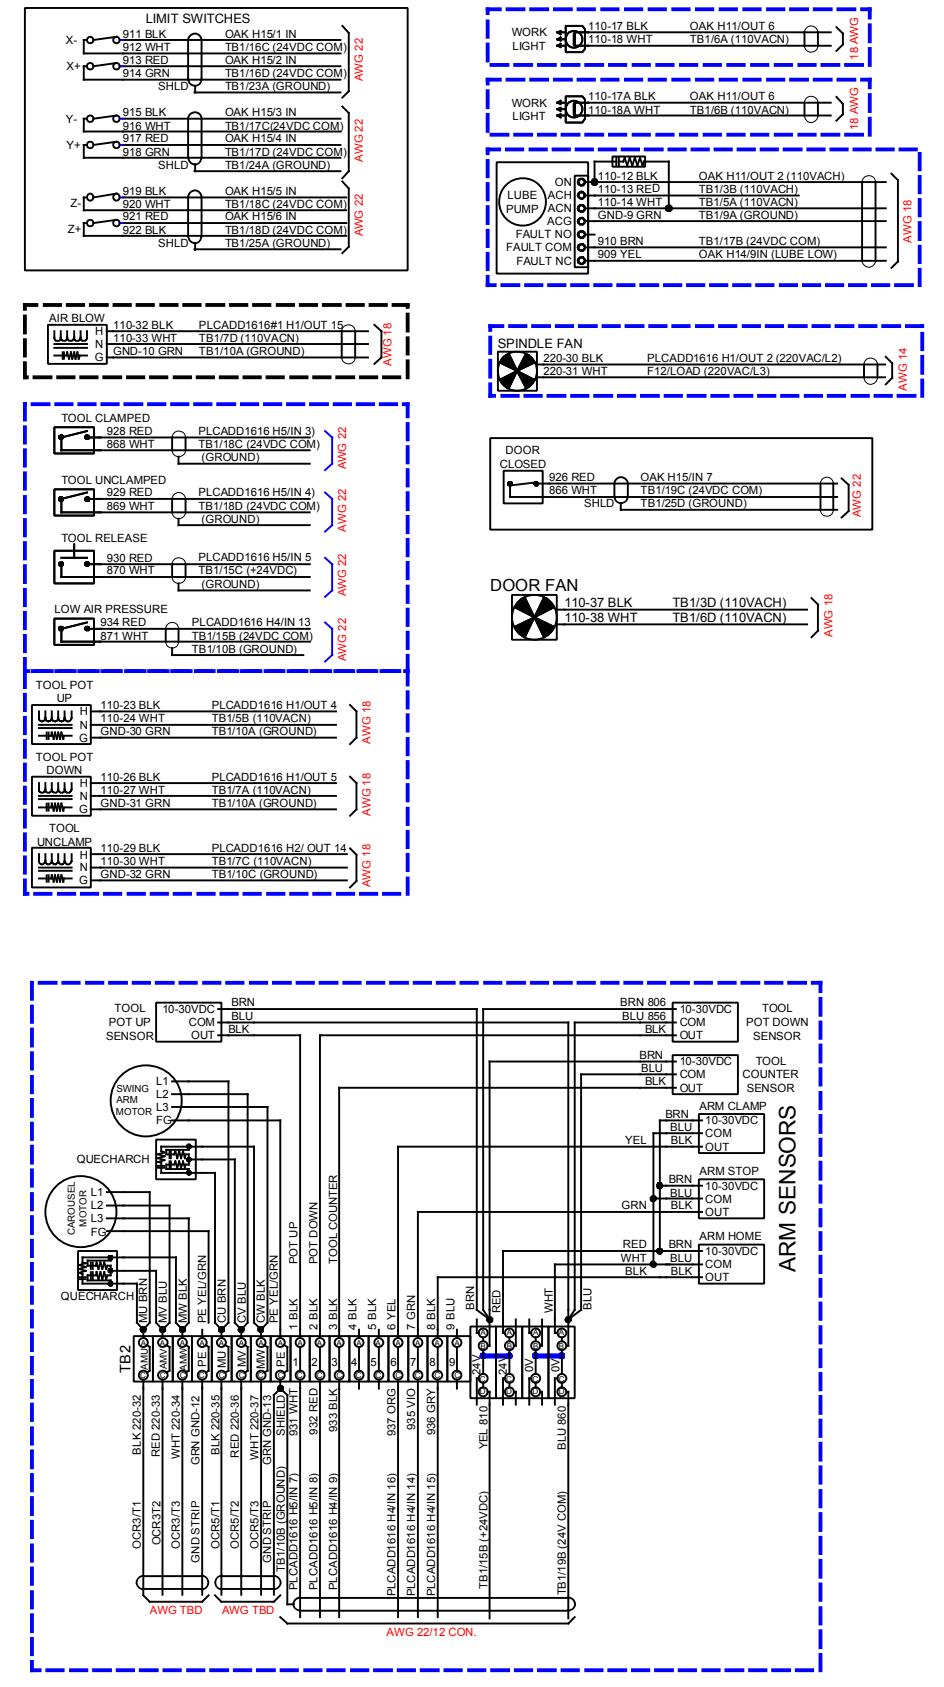 LIMIT SWITCHES
X-
911 BLK OAK H15/1 IN
912 WHT TB1/16C (24VDC COM)
X+
913 RED OAK H15/2 IN
914 GRN TB1/16D (24VDC COM)
SHLD TB1/23A (GROUND)
AWG 22
Y-
915 BLK OAK H15/3 IN
916 WHT TB1/17C(24VDC COM)
Y+
917 RED OAK H15/4 IN
918 GRN TB1/17D (24VDC COM)
SHLD TB1/24A (GROUND)
AWG 22
Z-
919 BLK OAK H15/5 IN
920 WHT TB1/18C (24VDC COM)
Z+
921 RED OAK H15/6 IN
922 BLK TB1/18D (24VDC COM)
SHLD TB1/25A (GROUND)
AWG 22
WORK LIGHT
110-17 BLK OAK H11/OUT 6
110-18 WHT TB1/6A (110VACN)
18 AWG
WORK LIGHT
110-17A BLK OAK H11/OUT 6
110-18A WHT TB1/6B (110VACN)
18 AWG
LUBE PUMP
ON 110-12 BLK OAK H11/OUT 2 (110VACH)
ACH 110-13 RED TB1/3B (110VACH)
ACN 110-14 WHT TB1/5A (110VACN)
ACG GND-9 GRN TB1/9A (GROUND)
FAULT NO
FAULT COM 910 BRN TB1/17B (24VDC COM)
FAULT NC 909 YEL OAK H14/9IN (LUBE LOW)
AWG 18
AIR BLOW
H 110-32 BLK PLCADD1616#1 H1/OUT 15
N 110-33 WHT TB1/7D (110VACN)
G GND-10 GRN TB1/10A (GROUND)
AWG 18
SPINDLE FAN
220-30 BLK PLCADD1616 H1/OUT 2 (220VAC/L2)
220-31 WHT F12/LOAD (220VAC/L3)
AWG 14
TOOL CLAMPED
928 RED PLCADD1616 H5/IN 3)
868 WHT TB1/18C (24VDC COM)
(GROUND)
AWG 22
TOOL UNCLAMPED
929 RED PLCADD1616 H5/IN 4)
869 WHT TB1/18D (24VDC COM)
(GROUND)
AWG 22
TOOL RELEASE
930 RED PLCADD1616 H5/IN 5
870 WHT TB1/15C (+24VDC)
(GROUND)
AWG 22
LOW AIR PRESSURE
934 RED PLCADD1616 H4/IN 13
871 WHT TB1/15B (24VDC COM)
TB1/10B (GROUND)
AWG 22
DOOR
CLOSED
926 RED OAK H15/IN 7
866 WHT TB1/19C (24VDC COM)
SHLD TB1/25D (GROUND)
AWG 22
DOOR FAN
110-37 BLK TB1/3D (110VACH)
110-38 WHT TB1/6D (110VACN)
AWG 18
TOOL POT
UP
H 110-23 BLK PLCADD1616 H1/OUT 4
N 110-24 WHT TB1/5B (110VACN)
G GND-30 GRN TB1/10A (GROUND)
AWG 18
TOOL POT
DOWN
H 110-26 BLK PLCADD1616 H1/OUT 5
N 110-27 WHT TB1/7A (110VACN)
G GND-31 GRN TB1/10A (GROUND)
AWG 18
TOOL
UNCLAMP
H 110-29 BLK PLCADD1616 H2/ OUT 14
N 110-30 WHT TB1/7C (110VACN)
G GND-32 GRN TB1/10C (GROUND)
AWG 18
TOOL
POT UP
SENSOR
10-30VDC BRN
COM BLU
OUT BLK
BRN 806 10-30VDC
BLU 856 COM
BLK OUT
TOOL
POT DOWN
SENSOR
BRN 10-30VDC
BLU COM
BLK OUT
TOOL
COUNTER
SENSOR
SWING
ARM
MOTOR
L1
L2
L3
FG
QUECHARCH
CAROUSEL
MOTOR
L1
L2
L3
FG
QUECHARCH
ARM CLAMP
BRN 10-30VDC
BLU COM
YEL BLK OUT
ARM STOP
BRN 10-30VDC
BLU COM
GRN BLK OUT
ARM HOME
RED BRN 10-30VDC
WHT BLU COM
BLK BLK OUT
ARM SENSORS
POT UP
POT DOWN
TOOL COUNTER
MU BRN
MV BLU
MW BLK
PE YEL/GRN
CU BRN
CV BLU
CW BLK
PE YEL/GRN
1 BLK
2 BLK
3 BLK
4 BLK
5 BLK
6 YEL
7 GRN
8 BLK
9 BLU
BRN
RED
WHT
BLU
TB2
A A A A A A A A A A A A A A A A A
AMU
AMV
AMW
PE
MU
MV
MW
PE
1
2
3
4
5
6
7
8
9
C C C C C C C C C C C C C C C C C
A A A A
B B B B
24V
24V
0V
0V
C C C C
D D D D
BLK 220-32
RED 220-33
WHT 220-34
GRN GND-12
BLK 220-35
RED 220-36
WHT 220-37
GRN GND-13
SHIELD
931 WHT
932 RED
933 BLK
937 ORG
935 VIO
936 GRY
YEL 810
BLU 860
OCR3/T1
OCR3T2
OCR3/T3
GND STRIP
OCR5/T1
OCR5/T2
OCR5/T3
GND STRIP
TB1/10B (GROUND)
PLCADD1616 H5/IN 7)
PLCADD1616 H5/IN 8)
PLCADD1616 H4/IN 9)
PLCADD1616 H4/IN 16)
PLCADD1616 H4/IN 14)
PLCADD1616 H4/IN 15)
TB1/15B (+24VDC)
TB1/19B (24V COM)
AWG TBD
AWG TBD
AWG 22/12 CON.